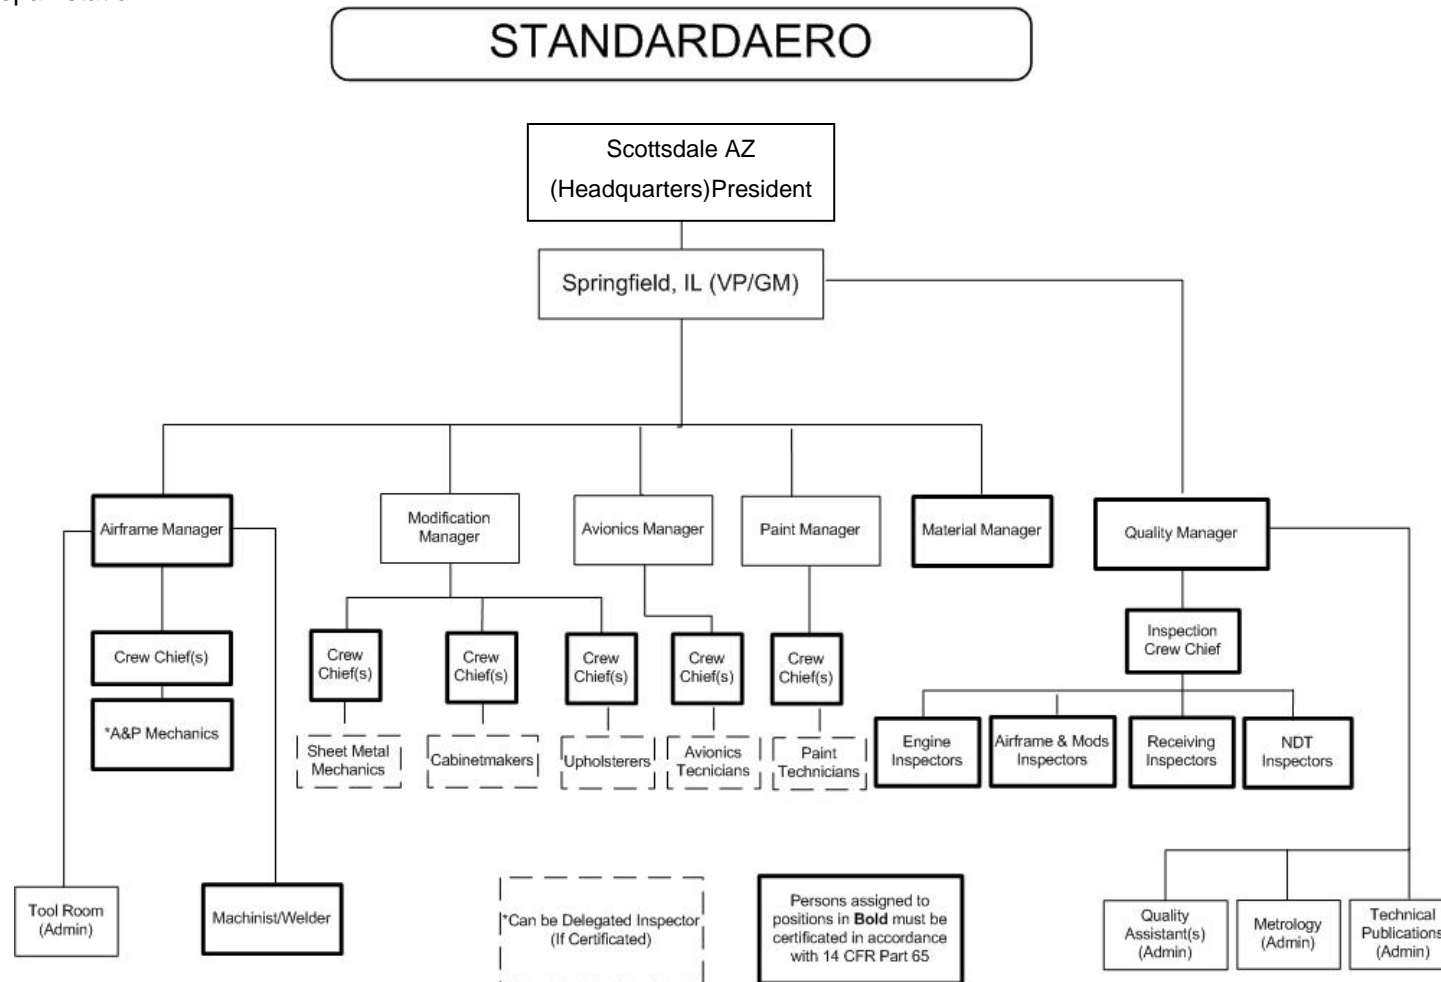 STANDARDAERO
Scottsdale AZ
(Headquarters)President
Springfield, IL (VP/GM)
Airframe Manager
Modification
Manager
Avionics Manager
Paint Manager
Material Manager
Quality Manager
Crew Chief(s)
Crew
Chief(s)
Crew
Chief(s)
Crew
Chief(s)
Crew
Chief(s)
Crew
Chief(s)
Inspection
Crew Chief
*A&P Mechanics
Sheet Metal
Mechanics
Cabinetmakers
Upholsterers
Avionics
Tecnicians
Paint
Technicians
Engine
Inspectors
Airframe & Mods
Inspectors
Receiving
Inspectors
NDT
Inspectors
Tool Room
(Admin)
Machinist/Welder
*Can be Delegated Inspector
(If Certificated)
Persons assigned to
positions in Bold must be
certificated in accordance
with 14 CFR Part 65
Quality
Assistant(s)
(Admin)
Metrology
(Admin)
Technical
Publications
(Admin)